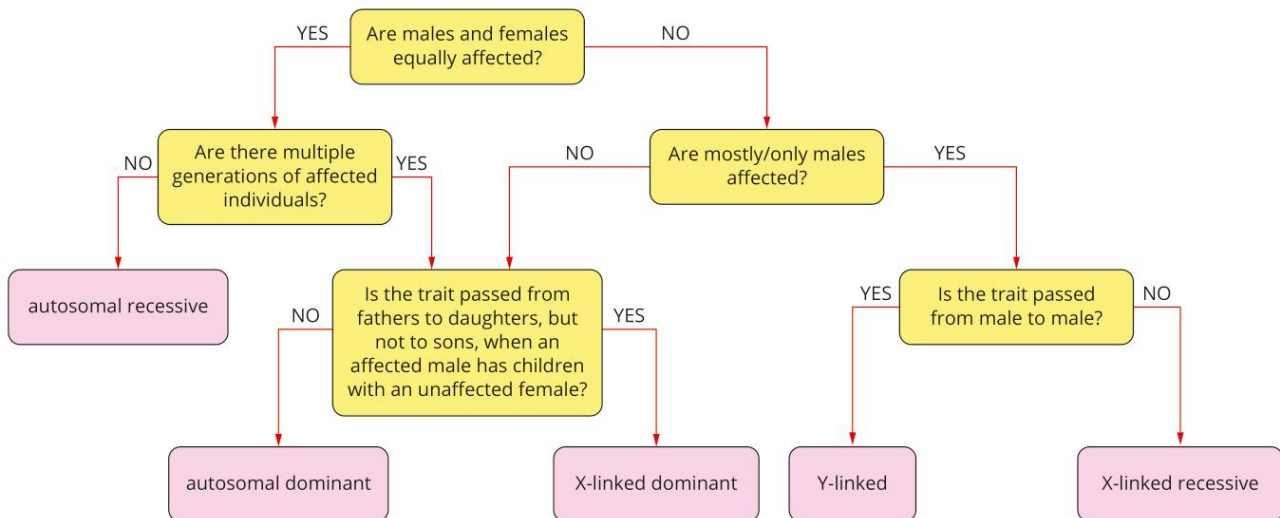 YES
Are males and females
equally affected?
NO
NO
Are there multiple
generations of affected
individuals?
YES
NO
Are mostly/only males
affected?
YES
autosomal recessive
NO
Is the trait passed from
fathers to daughters, but
not to sons, when an
affected male has children
with an unaffected female?
YES
YES
Is the trait passed
from male to male?
NO
autosomal dominant
X-linked dominant
Y-linked
X-linked recessive